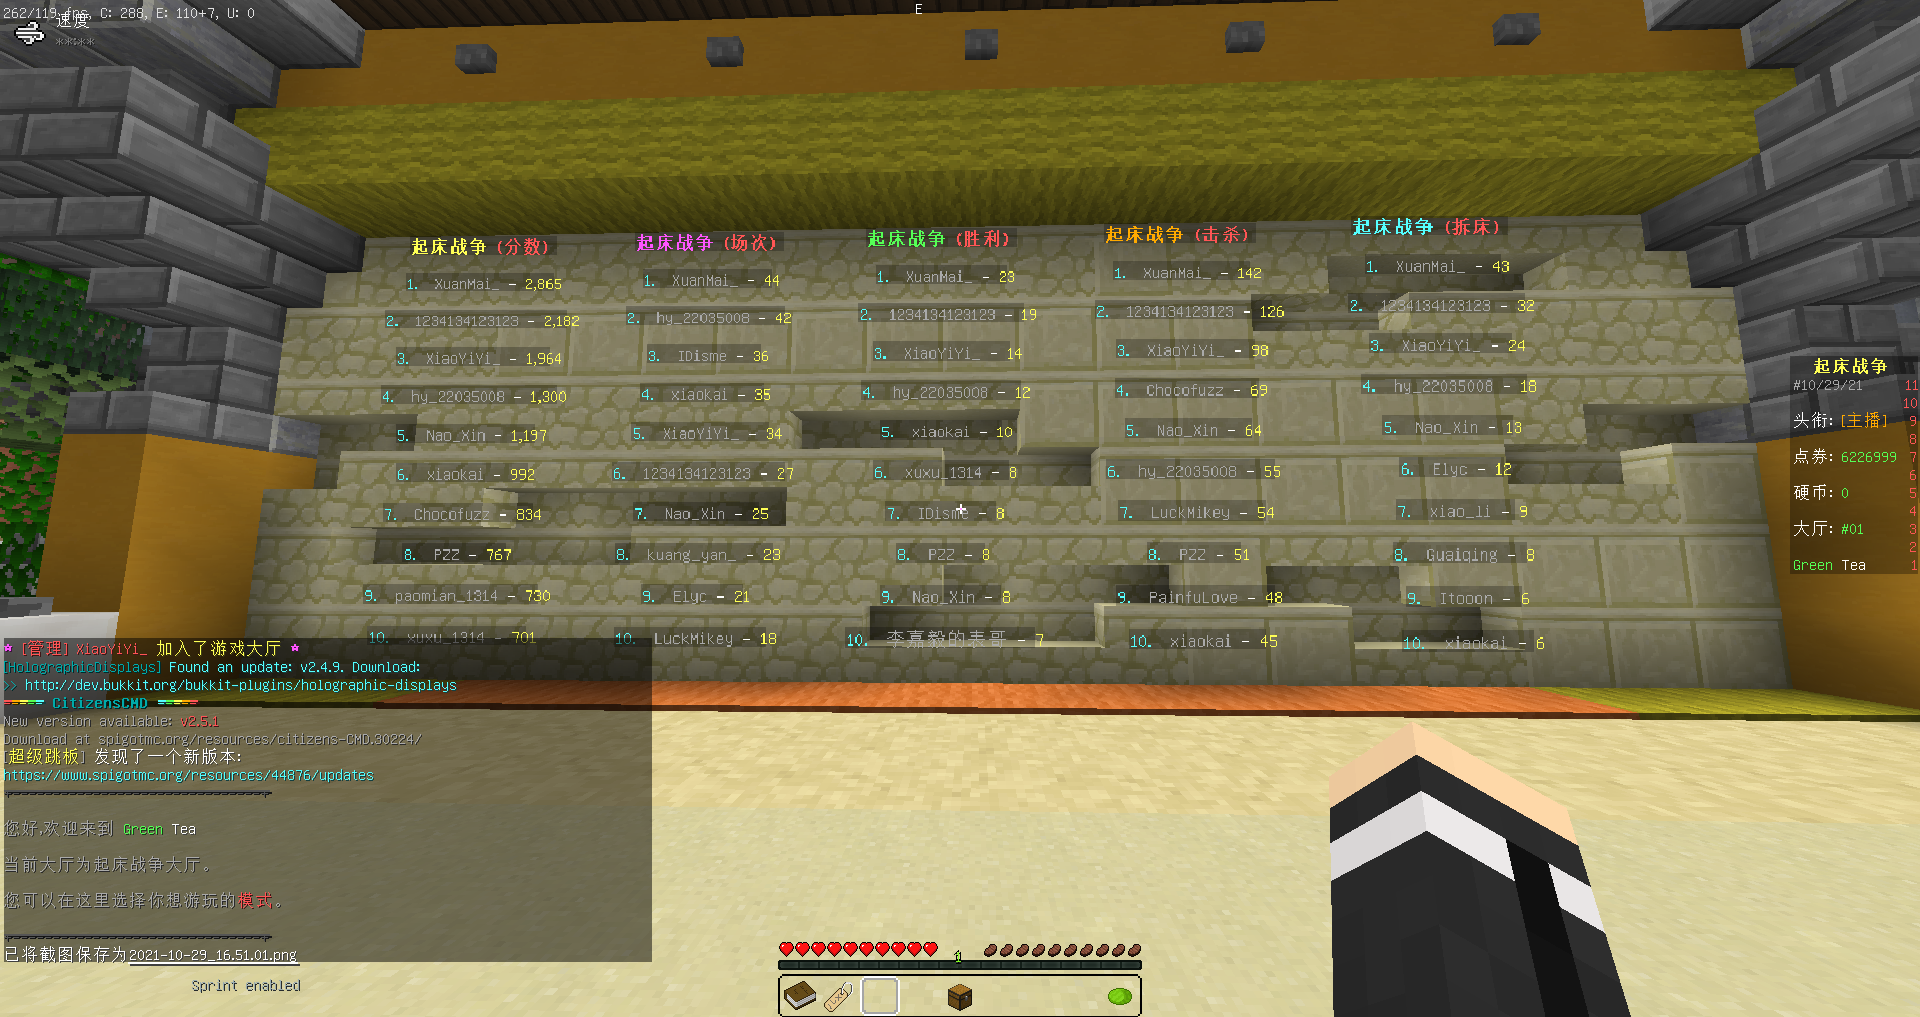 262/119 fps, C: 288, E: 110+7, U: 0
E
速度
**:**
起床战争 (分数)
1. XuanMai_ - 2,865
2. 1234134123123 - 2,182
3. XiaoYiYi_ - 1,964
4. hy_22035008 - 1,300
5. Nao_Xin - 1,197
6. xiaokai - 992
7. Chocofuzz - 834
8. PZZ - 767
9. paomian_1314 - 730
10. xuxu_1314 - 701
起床战争 (场次)
1. XuanMai_ - 44
2. hy_22035008 - 42
3. IDisme - 36
4. xiaokai - 35
5. XiaoYiYi_ - 34
6. 1234134123123 - 27
7. Nao_Xin - 25
8. kuang_yan_ - 23
9. Elyc - 21
10. LuckMikey - 18
起床战争 (胜利)
1. XuanMai_ - 23
2. 1234134123123 - 19
3. XiaoYiYi_ - 14
4. hy_22035008 - 12
5. xiaokai - 10
6. xuxu_1314 - 8
7. IDisme - 8
8. PZZ - 8
9. Nao_Xin - 8
10. 李嘉毅的表哥 - 7
起床战争 (击杀)
1. XuanMai_ - 142
2. 1234134123123 - 126
3. XiaoYiYi_ - 98
4. Chocofuzz - 69
5. Nao_Xin - 64
6. hy_22035008 - 55
7. LuckMikey - 54
8. PZZ - 51
9. PainfuLove - 48
10. xiaokai - 45
起床战争 (拆床)
1. XuanMai_ - 43
2. 1234134123123 - 32
3. XiaoYiYi_ - 24
4. hy_22035008 - 18
5. Nao_Xin - 13
6. Elyc - 12
7. xiao_li - 9
8. Guaiqing - 8
9. Itooon - 6
10. xiaokai - 6
起床战争
#10/29/21 11
10
头衔: [主播] 9
8
点券: 6226999 7
6
硬币: 0 5
4
大厅: #01 3
2
Green Tea 1
[管理] XiaoYiYi_ 加入了游戏大厅
[HolographicDisplays] Found an update: v2.4.9. Download:
>> http://dev.bukkit.org/bukkit-plugins/holographic-displays
===== CitizensCMD =====
New version available: v2.5.1
Download at spigotmc.org/resources/citizens-CMD.30224/
[超级跳板] 发现了一个新版本:
https://www.spigotmc.org/resources/44876/updates
您好,欢迎来到 Green Tea
当前大厅为起床战争大厅。
您可以在这里选择你想游玩的模式。
已将截图保存为2021-10-29_16.51.01.png
Sprint enabled
1